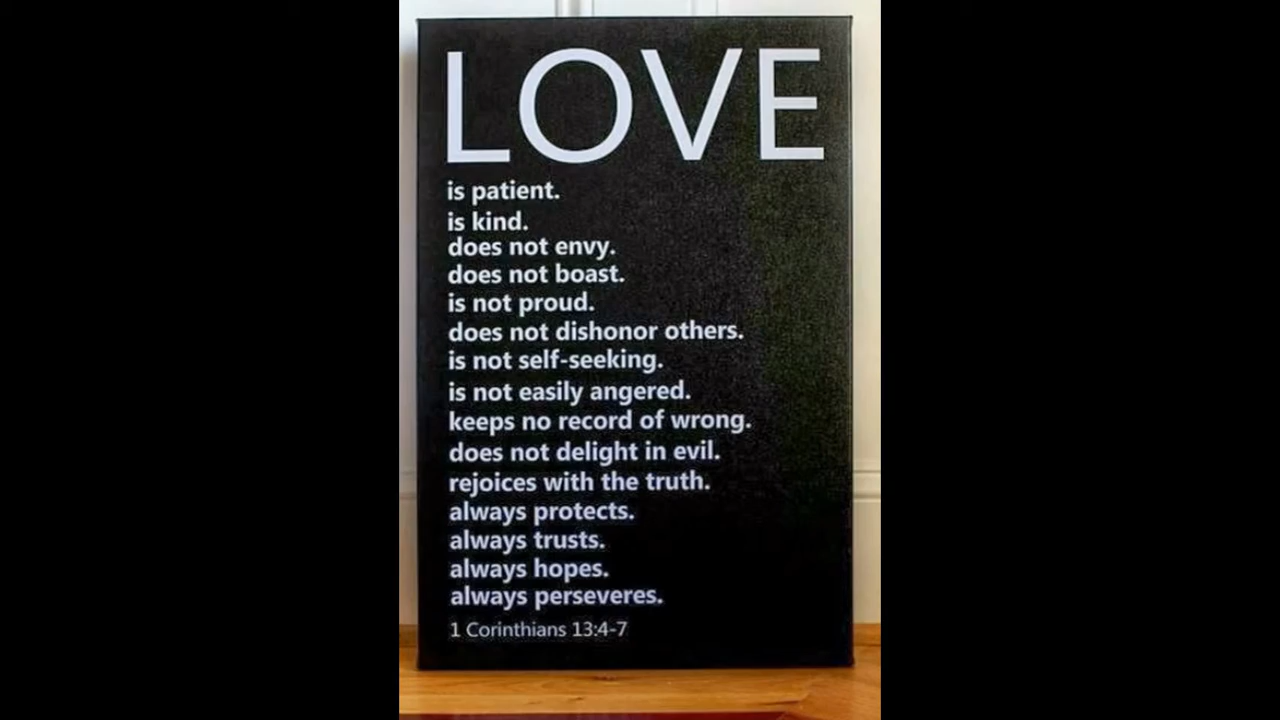 LOVE
is patient.
is kind.
does not envy.
does not boast.
is not proud.
does not dishonor others.
is not self-seeking.
is not easily angered.
keeps no record of wrong.
does not delight in evil.
rejoices with the truth.
always protects.
always trusts.
always hopes.
always perseveres.
1 Corinthians 13:4-7